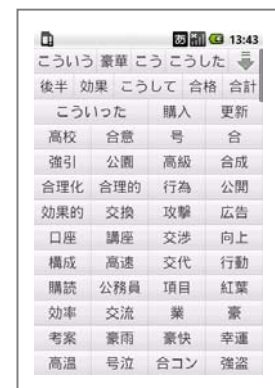 あ 13:43
こういう 豪華 こう こうした
後半 効果 こうして 合格 合計
こういった 購入 更新
高校 合意 号 合
強引 公園 高級 合成
合理化 合理的 行為 公開
効果的 交換 攻撃 広告
口座 講座 交渉 向上
構成 高速 交代 行動
購読 公務員 項目 紅葉
効率 交流 業 豪
考案 豪雨 豪快 幸運
高温 号泣 合コン 強盗